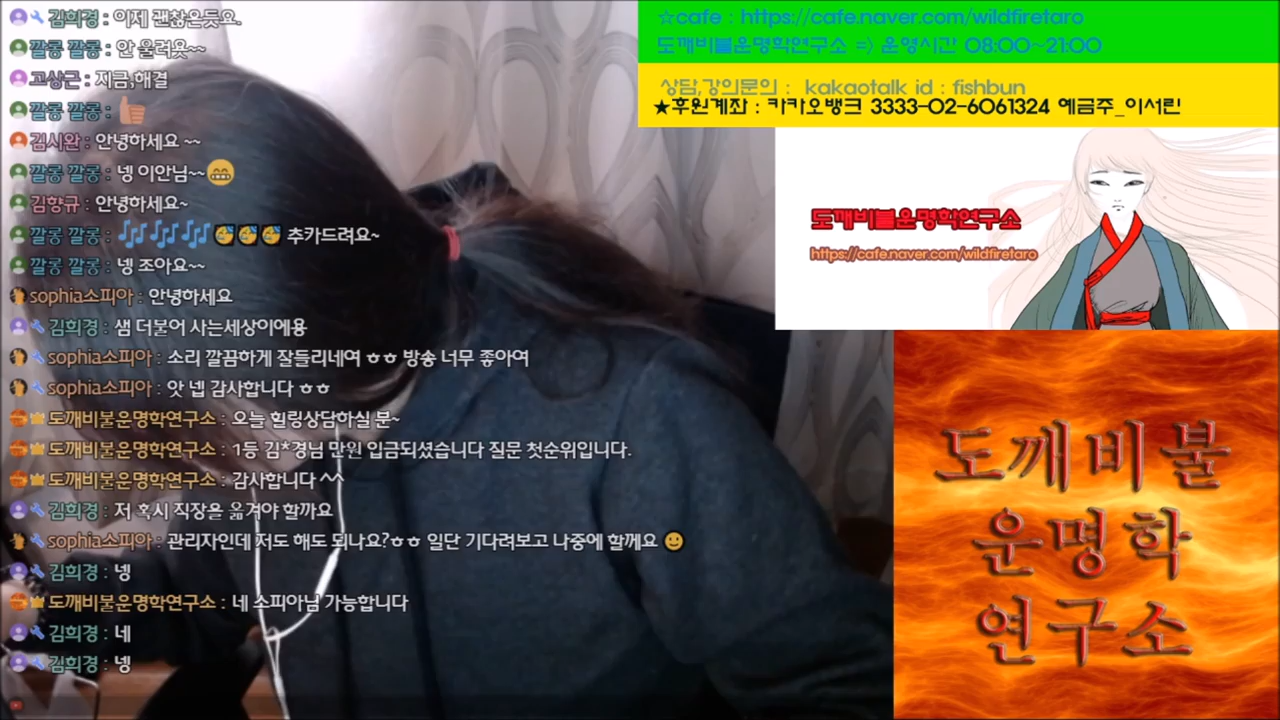 김희경 : 이제 괜찮은듯요.
깔롱 깔롱 : 안 울려욧~~
고상근 : 지금,해결
깔롱 깔롱 : 👍
김시완 : 안녕하세요 ~~
깔롱 깔롱 : 넹 이안님~~😁
김향규 : 안녕하세요~
깔롱 깔롱 : 🎶🎶🎶🥳🥳🥳 추카드려요~
깔롱 깔롱 : 넹 조아요~~
sophia소피아 : 안녕하세요
김희경 : 샘 더불어 사는세상이에용
sophia소피아 : 소리 깔끔하게 잘들리네여 ㅎㅎ 방송 너무 좋아여
sophia소피아 : 앗 넵 감사합니다 ㅎㅎ
도깨비불운명학연구소 : 오늘 힐링상담하실 분~
도깨비불운명학연구소 : 1등 김*경님 만원 입금되셨습니다 질문 첫순위입니다.
도깨비불운명학연구소 : 감사합니다 ^^
김희경 : 저 혹시 직장을 옮겨야 할까요
sophia소피아 : 관리자인데 저도 해도 되나요?ㅎㅎ 일단 기다려보고 나중에 할께요 🙂
김희경 : 넹
도깨비불운명학연구소 : 네 소피아님 가능합니다
김희경 : 네
김희경 : 넹
☆cafe : https://cafe.naver.com/wildfiretaro
도깨비불운명학연구소 => 운영시간 08:00~21:00
상담,강의문의 : kakaotalk id : fishbun
★후원계좌 : 카카오뱅크 3333-02-6061324 예금주_이서린
도깨비불운명학연구소
https://cafe.naver.com/wildfiretaro
도깨비불
운명학
연구소